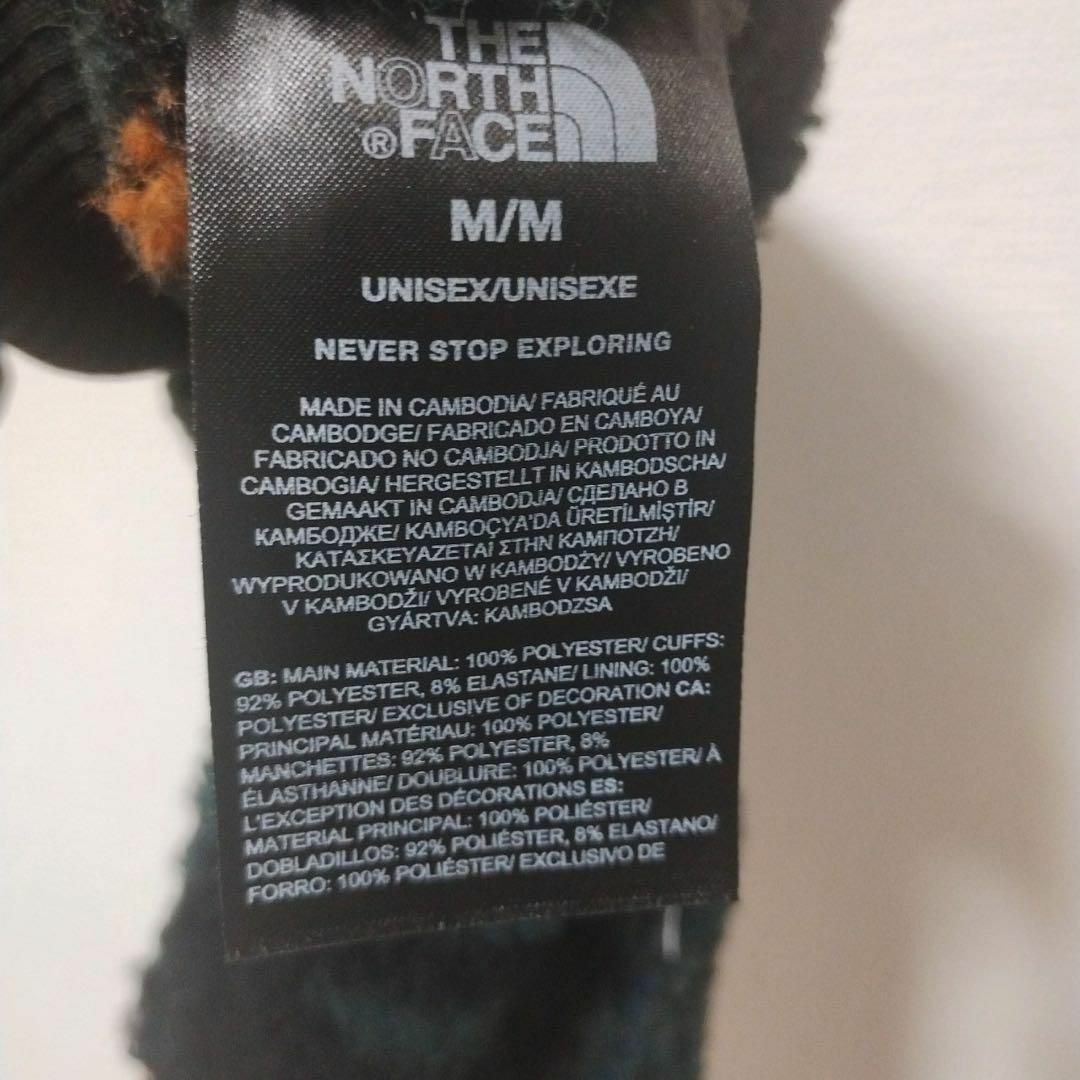 THE
NORTH
® FACE
M/M
UNISEX/UNISEXE
NEVER STOP EXPLORING
MADE IN CAMBODIA/ FABRIQUÉ AU
CAMBODGE/ FABRICADO EN CAMBOYA/
FABRICADO NO CAMBODJA/ PRODOTTO IN
CAMBOGIA/ HERGESTELLT IN KAMBODSCHA/
GEMAAKT IN CAMBODJA/ СДЕЛАНО В
КАМБОДЖЕ/ KAMBOÇYA'DA ÜRETİLMİŞTİR/
ΚΑΤΑΣΚΕΥΑΖΕΤΑΙ ΣΤΗΝ ΚΑΜΠΟΤΖΗ/
WYPRODUKOWANO W KAMBODŻY/ VYROBENO
V KAMBODŽI/ VYROBENÉ V KAMBODŽI/
GYÁRTVA: KAMBODZSA
GB: MAIN MATERIAL: 100% POLYESTER/ CUFFS:
92% POLYESTER, 8% ELASTANE/ LINING: 100%
POLYESTER/ EXCLUSIVE OF DECORATION CA:
PRINCIPAL MATÉRIAU: 100% POLYESTER/
MANCHETTES: 92% POLYESTER, 8%
ÉLASTHANNE/ DOUBLURE: 100% POLYESTER/ À
L'EXCEPTION DES DÉCORATIONS ES:
MATERIAL PRINCIPAL: 100% POLIÉSTER/
DOBLADILLOS: 92% POLIÉSTER, 8% ELASTANO/
FORRO: 100% POLIÉSTER/ EXCLUSIVO DE